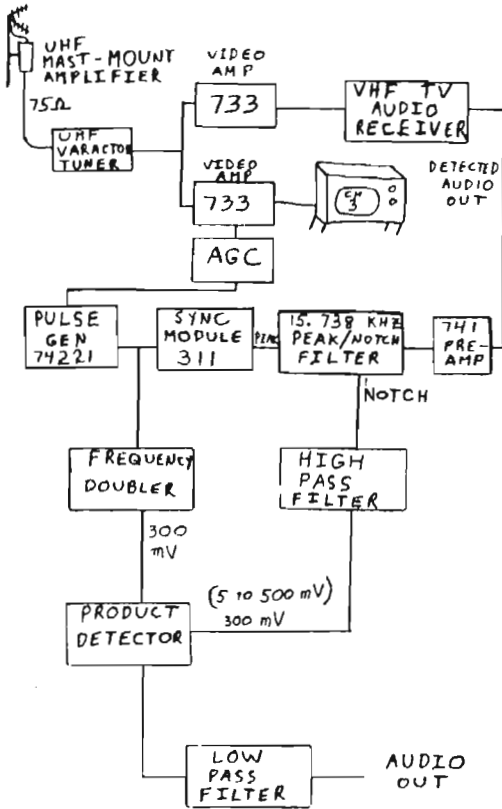 UHF
MAST-MOUNT
AMPLIFIER
75Ω
UHF
VARACTOR
TUNER
VIDEO
AMP
733
VHF TV
AUDIO
RECEIVER
VIDEO
AMP
733
CH
3
DETECTED
AUDIO
OUT
AGC
PULSE
GEN
74221
SYNC
MODULE
311
PEAK
15.738 KHZ
PEAK/NOTCH
FILTER
741
PRE-
AMP
NOTCH
FREQUENCY
DOUBLER
HIGH
PASS
FILTER
300
mV
(5 TO 500 mV)
300 mV
PRODUCT
DETECTOR
LOW
PASS
FILTER
AUDIO
OUT